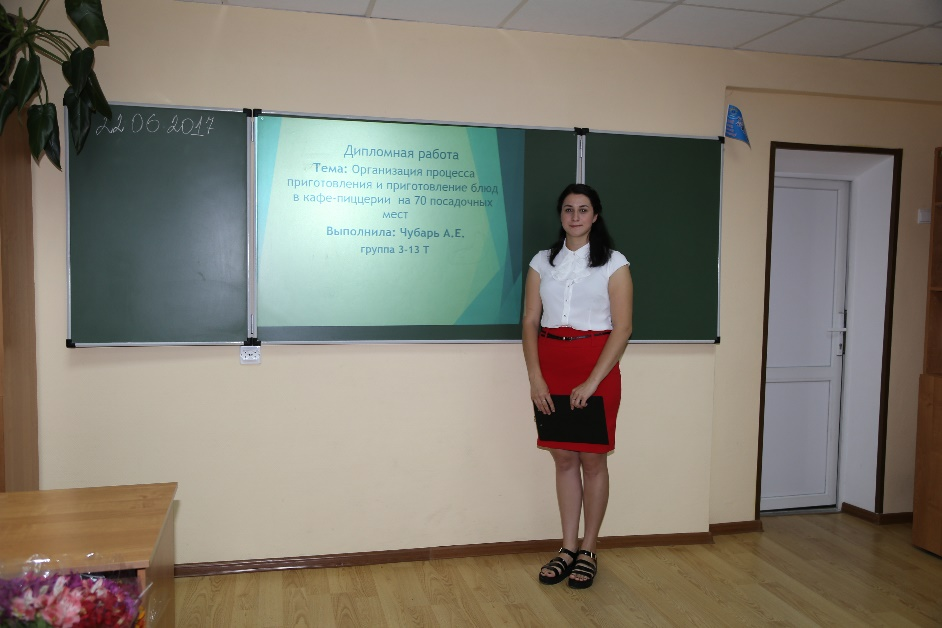 22 06 2017
Дипломная работа
Тема: Организация процесса
приготовления и приготовление блюд
в кафе-пиццерии на 70 посадочных
мест
Выполнила: Чубарь А.Е.
группа 3-13 Т